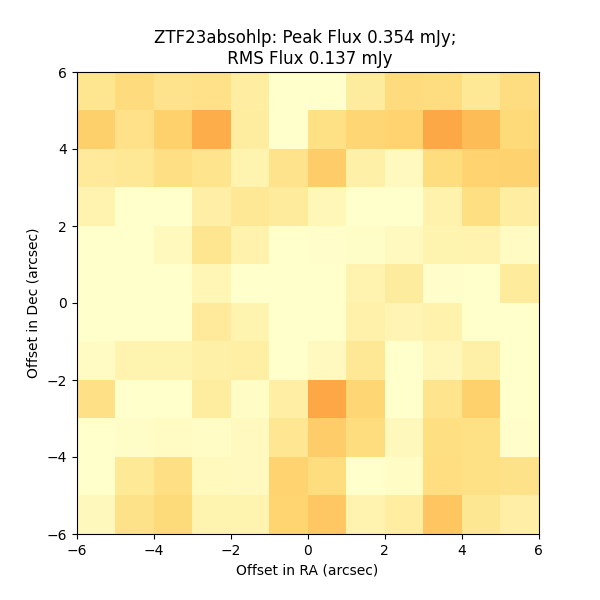 ZTF23absohlp: Peak Flux 0.354 mJy;
RMS Flux 0.137 mJy
6
4
2
0
−2
−4
−6
Offset in Dec (arcsec)
−6 −4 −2 0 2 4 6
Offset in RA (arcsec)